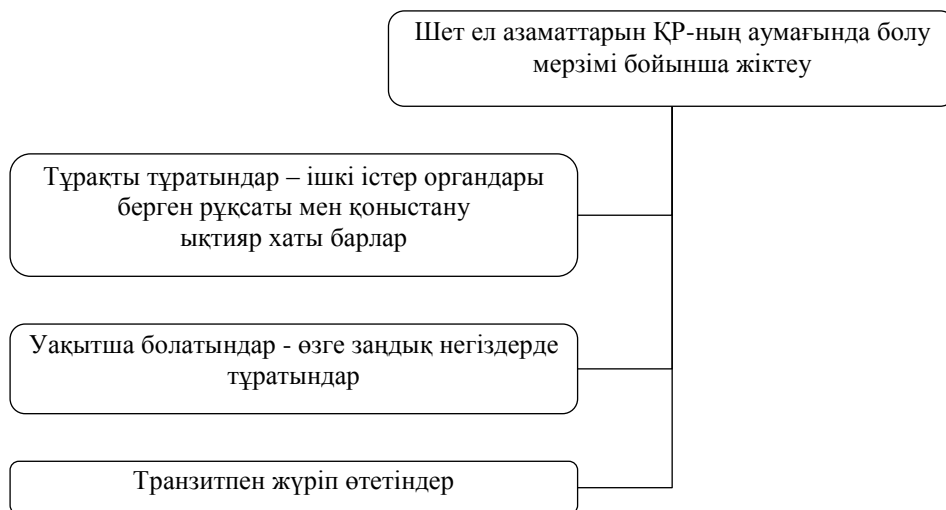 Шет ел азаматтарын ҚР-ның аумағында болу
мерзімі бойынша жіктеу
Тұрақты тұратындар – ішкі істер органдары
берген рұқсаты мен қоныстану
ықтияр хаты барлар
Уақытша болатындар - өзге заңдық негіздерде
тұратындар
Транзитпен жүріп өтетіндер